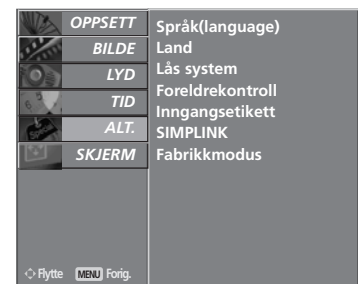 OPPSETT
BILDE
LYD
TID
ALT.
SKJERM
Språk(language)
Land
Lås system
Foreldrekontroll
Inngangsetikett
SIMPLINK
Fabrikkmodus
Flytte MENU Forig.